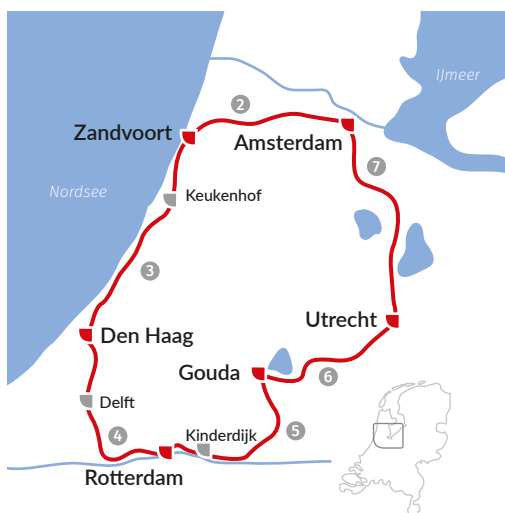 IJmeer
2
Zandvoort
Amsterdam
7
Nordsee
Keukenhof
3
Utrecht
Den Haag
Gouda
6
Delft
5
4
Kinderdijk
Rotterdam